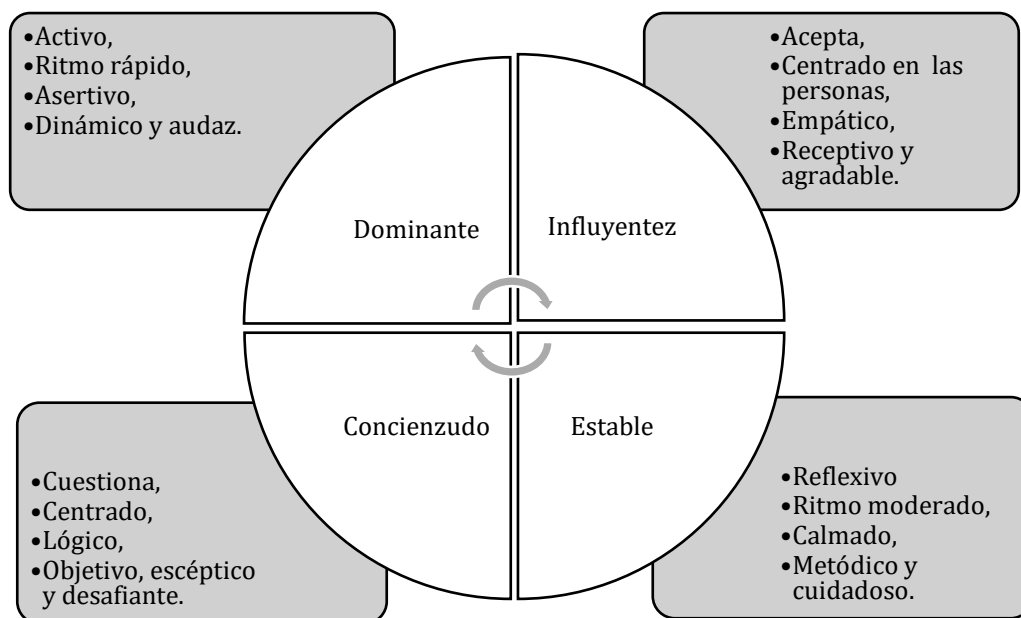 •Activo,
•Ritmo rápido,
•Asertivo,
•Dinámico y audaz.
•Acepta,
•Centrado en las
personas,
•Empático,
•Receptivo y
agradable.
Dominante
Influyentez
Concienzudo
Estable
•Cuestiona,
•Centrado,
•Lógico,
•Objetivo, escéptico
y desafiante.
•Reflexivo
•Ritmo moderado,
•Calmado,
•Metódico y
cuidadoso.